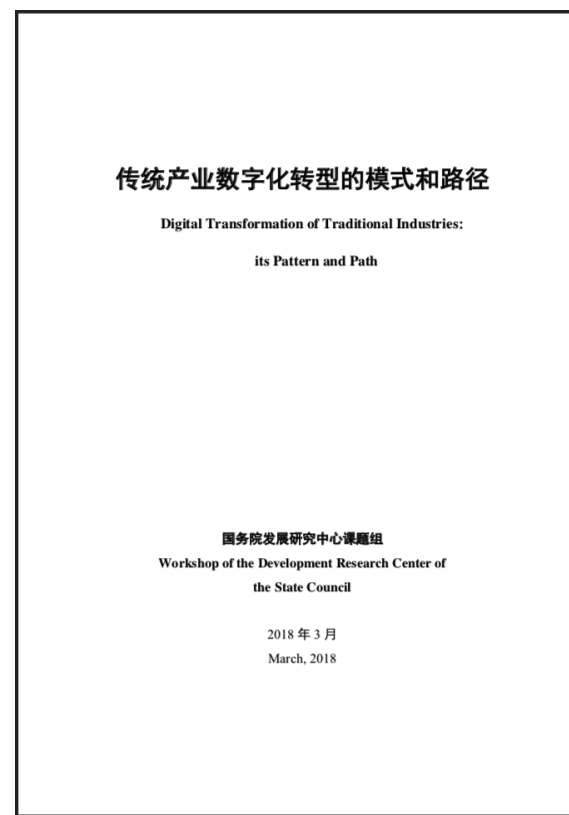 传统产业数字化转型的模式和路径
Digital Transformation of Traditional Industries:
its Pattern and Path
国务院发展研究中心课题组
Workshop of the Development Research Center of
the State Council
2018 年 3 月
March, 2018